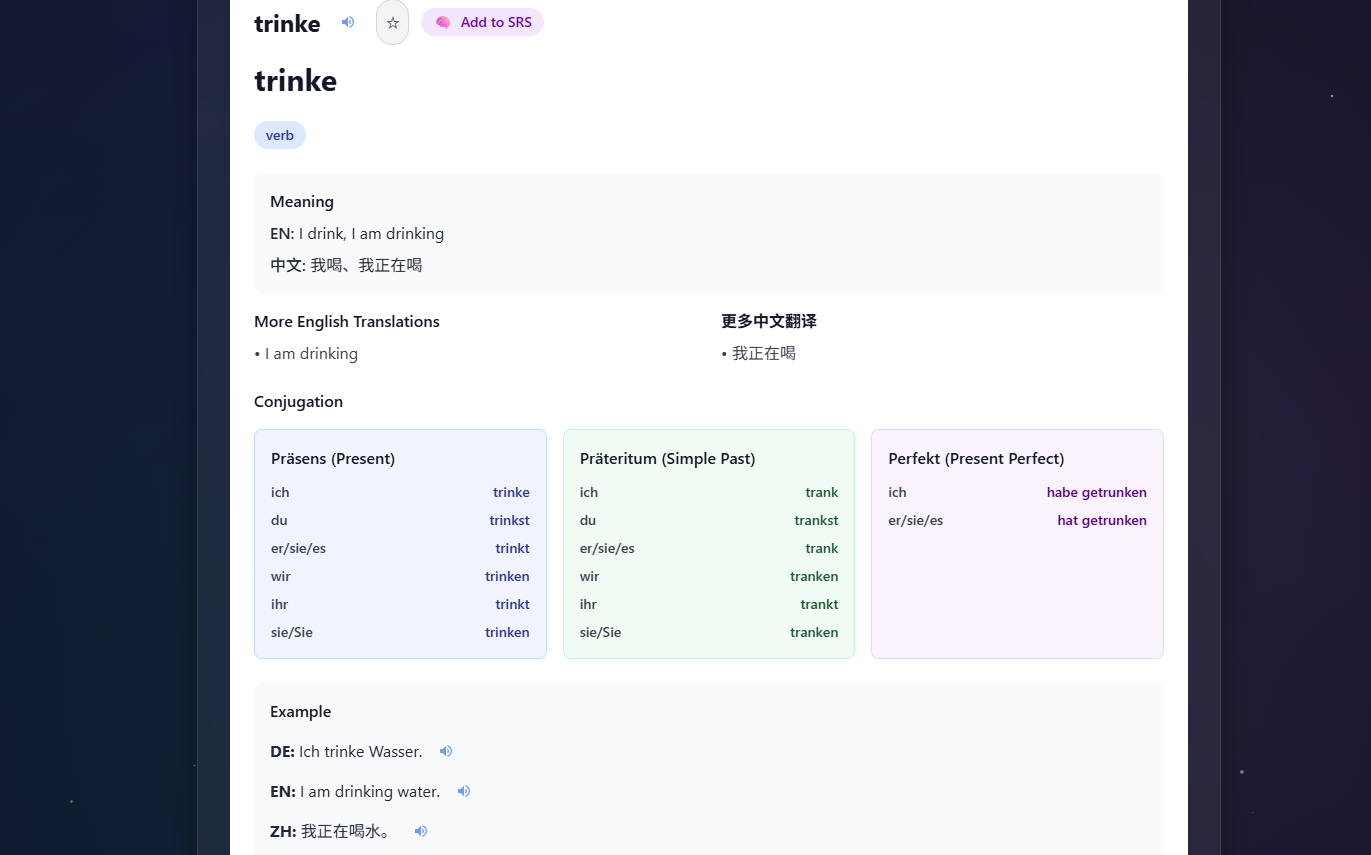 trinke Add to SRS
trinke
verb
Meaning
EN: I drink, I am drinking
中文: 我喝、我正在喝
More English Translations
• I am drinking
更多中文翻译
• 我正在喝
Conjugation
Präsens (Present)
ich trinke
du trinkst
er/sie/es trinkt
wir trinken
ihr trinkt
sie/Sie trinken
Präteritum (Simple Past)
ich trank
du trankst
er/sie/es trank
wir tranken
ihr trankt
sie/Sie tranken
Perfekt (Present Perfect)
ich habe getrunken
er/sie/es hat getrunken
Example
DE: Ich trinke Wasser.
EN: I am drinking water.
ZH: 我正在喝水。